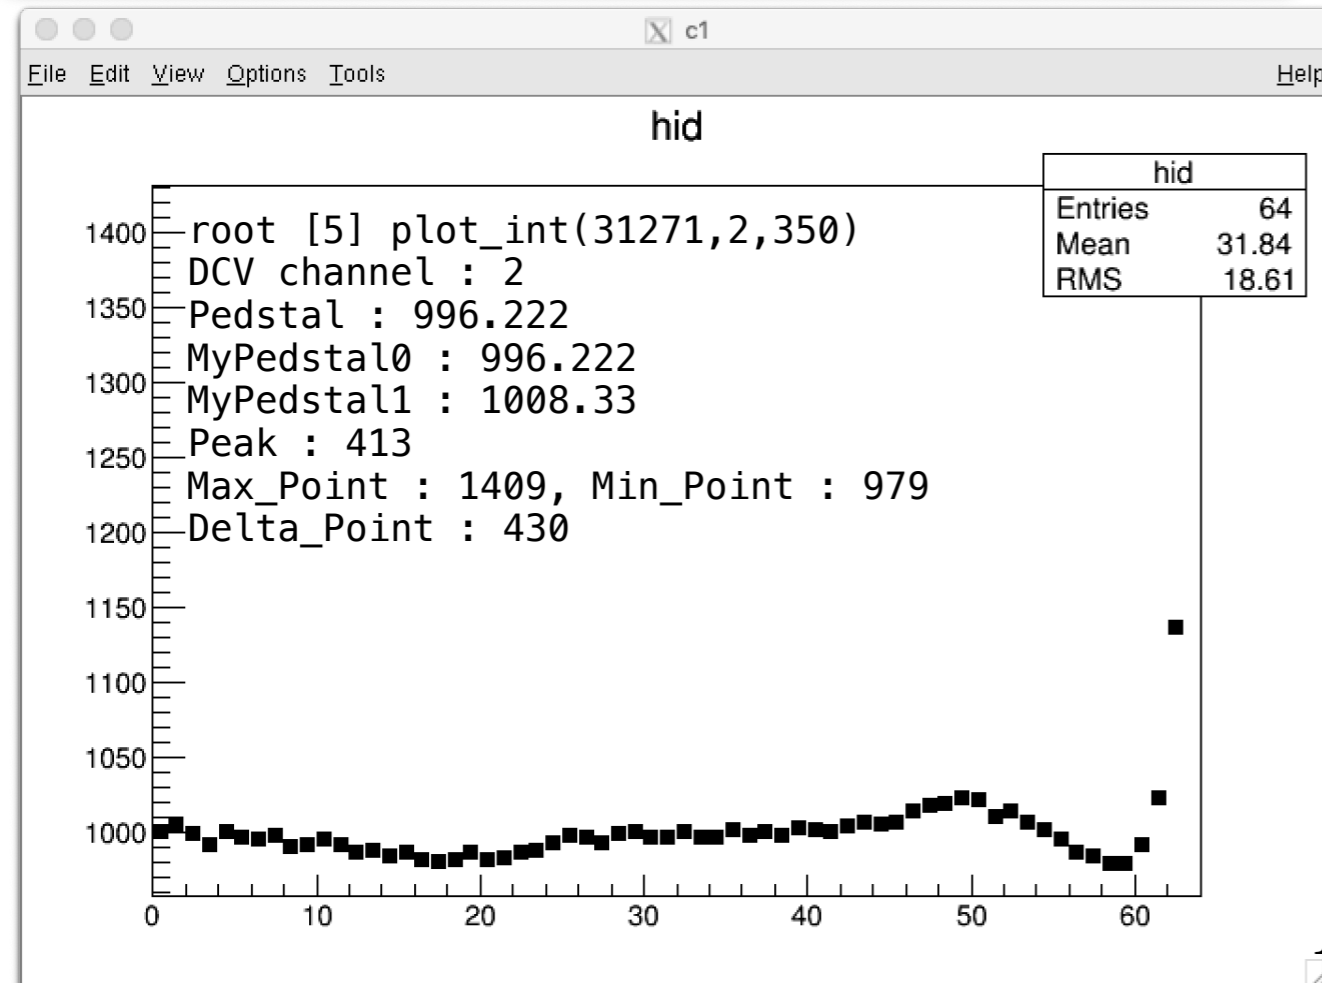 c1
File Edit View Options Tools Help
hid
hid
Entries 64
Mean 31.84
RMS 18.61
root [5] plot_int(31271,2,350)
DCV channel : 2
Pedstal : 996.222
MyPedstal0 : 996.222
MyPedstal1 : 1008.33
Peak : 413
Max_Point : 1409, Min_Point : 979
Delta_Point : 430
1400
1350
1300
1250
1200
1150
1100
1050
1000
0 10 20 30 40 50 60